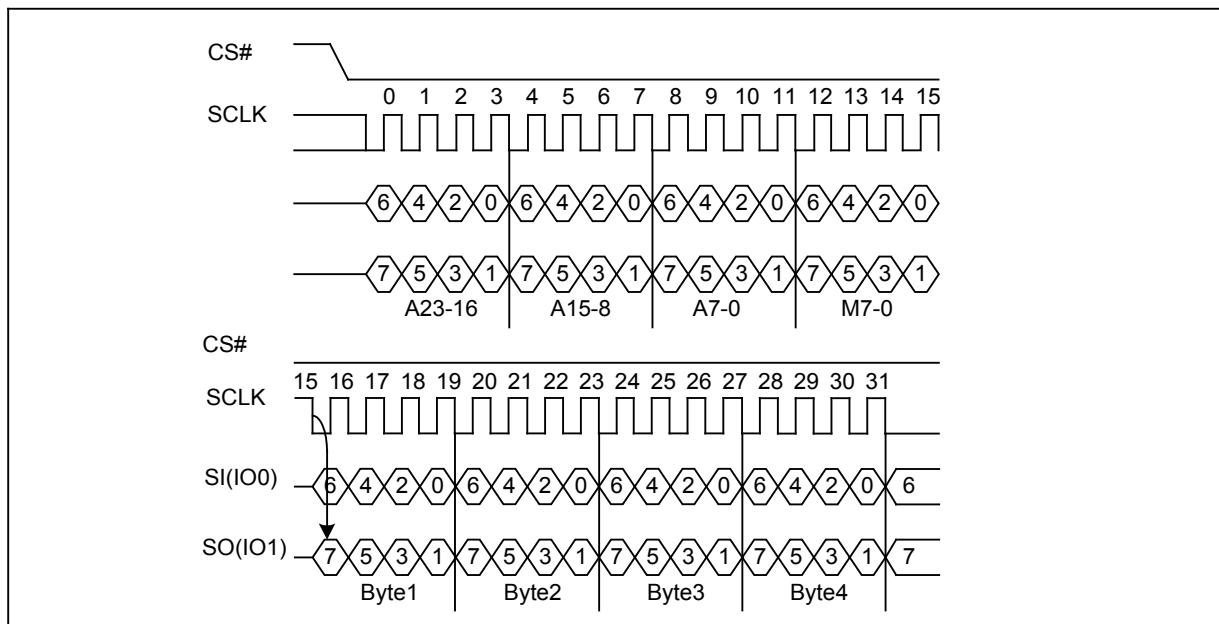 CS#
0 1 2 3 4 5 6 7 8 9 10 11 12 13 14 15
SCLK
6 4 2 0 6 4 2 0 6 4 2 0 6 4 2 0
7 5 3 1 7 5 3 1 7 5 3 1 7 5 3 1
A23-16 A15-8 A7-0 M7-0
CS#
15 16 17 18 19 20 21 22 23 24 25 26 27 28 29 30 31
SCLK
SI(IO0) 6 4 2 0 6 4 2 0 6 4 2 0 6 4 2 0 6
SO(IO1) 7 5 3 1 7 5 3 1 7 5 3 1 7 5 3 1 7
Byte1 Byte2 Byte3 Byte4